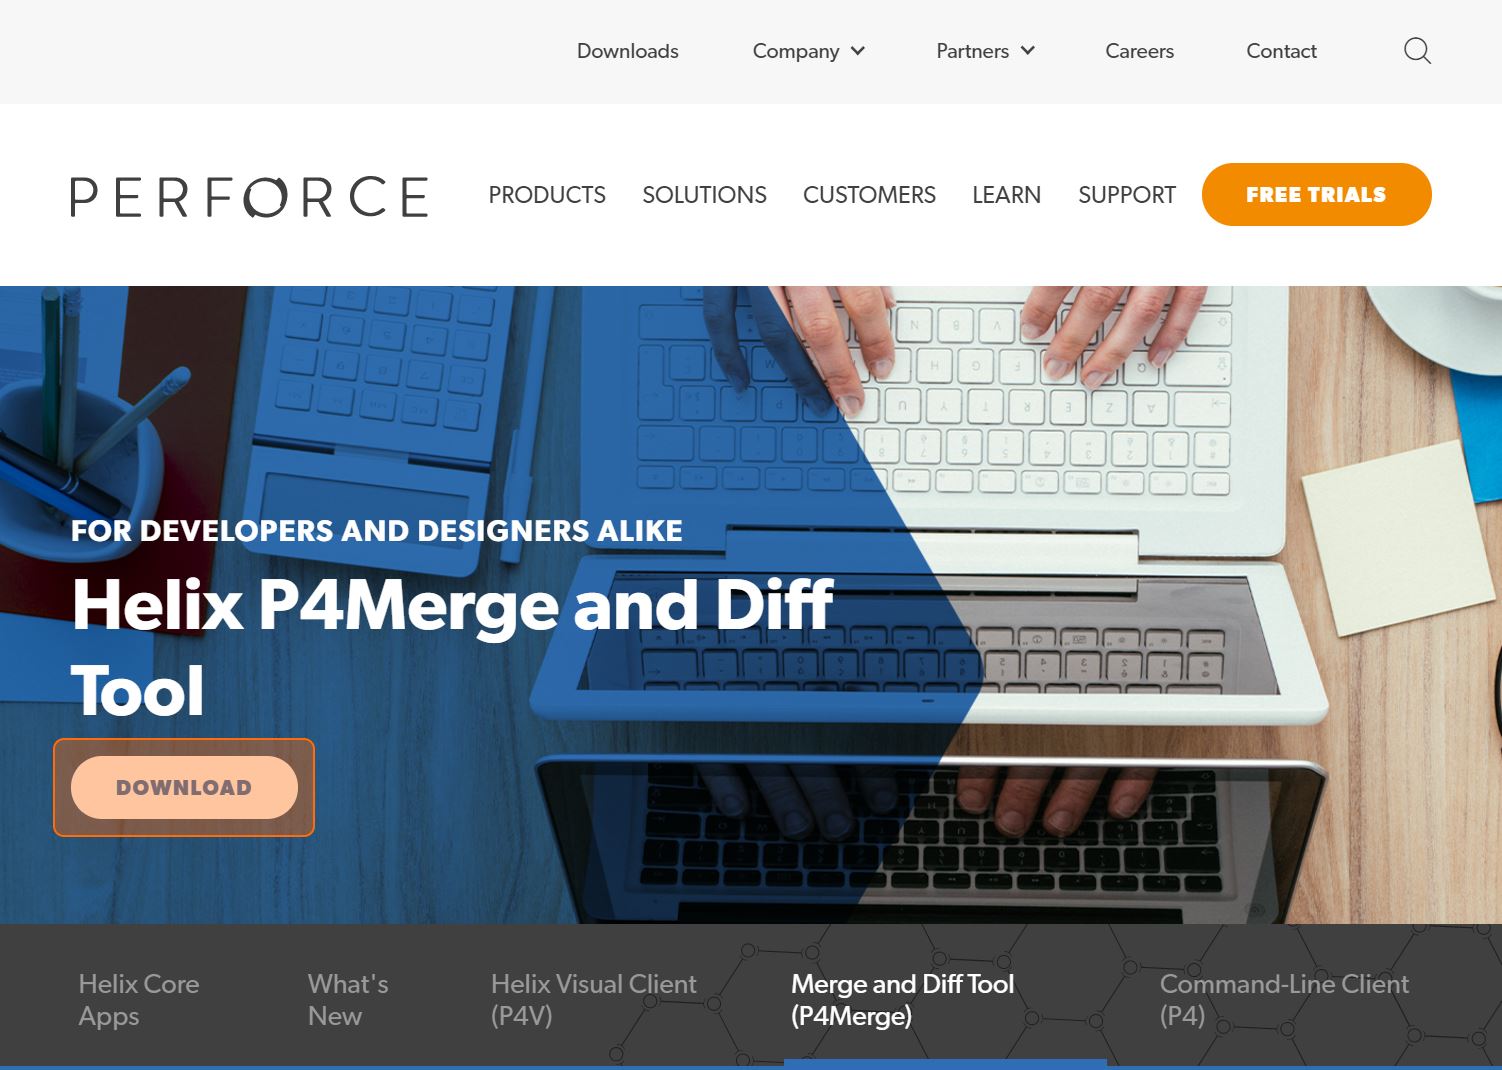 Downloads Company Partners Careers Contact
PERFORCE PRODUCTS SOLUTIONS CUSTOMERS LEARN SUPPORT FREE TRIALS
FOR DEVELOPERS AND DESIGNERS ALIKE
Helix P4Merge and Diff
Tool
DOWNLOAD
Helix Core
Apps
What's
New
Helix Visual Client
(P4V)
Merge and Diff Tool
(P4Merge)
Command-Line Client
(P4)